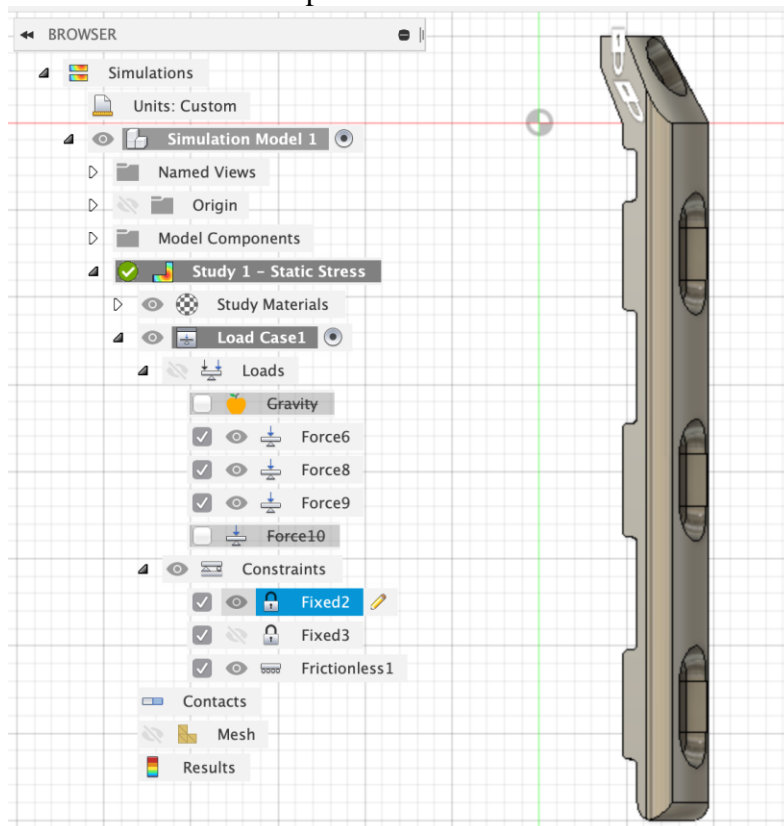 BROWSER
Simulations
Units: Custom
Simulation Model 1
Named Views
Origin
Model Components
Study 1 - Static Stress
Study Materials
Load Case1
Loads
Gravity
Force6
Force8
Force9
Force10
Constraints
Fixed2
Fixed3
Frictionless1
Contacts
Mesh
Results